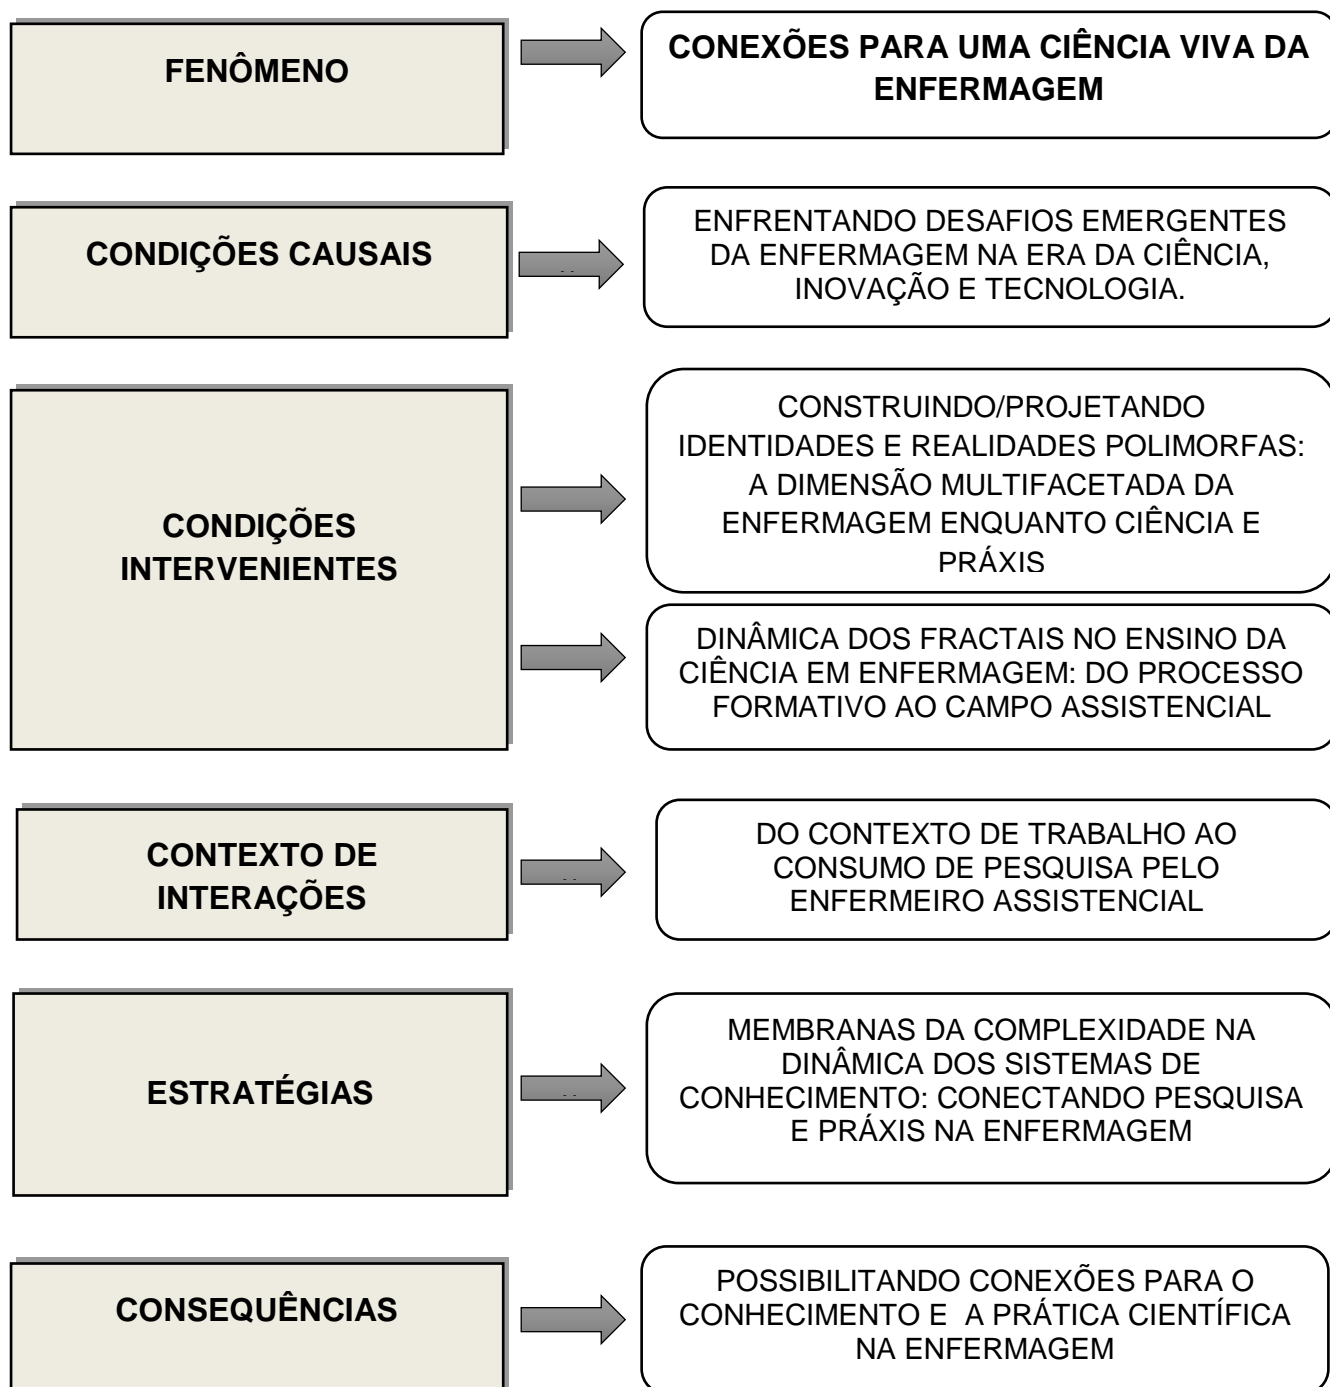 FENÔMENO
CONEXÕES PARA UMA CIÊNCIA VIVA DA
ENFERMAGEM
CONDIÇÕES CAUSAIS
ENFRENTANDO DESAFIOS EMERGENTES
DA ENFERMAGEM NA ERA DA CIÊNCIA,
INOVAÇÃO E TECNOLOGIA.
CONDIÇÕES
INTERVENIENTES
CONSTRUINDO/PROJETANDO
IDENTIDADES E REALIDADES POLIMORFAS:
A DIMENSÃO MULTIFACETADA DA
ENFERMAGEM ENQUANTO CIÊNCIA E
PRÁXIS
DINÂMICA DOS FRACTAIS NO ENSINO DA
CIÊNCIA EM ENFERMAGEM: DO PROCESSO
FORMATIVO AO CAMPO ASSISTENCIAL
CONTEXTO DE
INTERAÇÕES
DO CONTEXTO DE TRABALHO AO
CONSUMO DE PESQUISA PELO
ENFERMEIRO ASSISTENCIAL
ESTRATÉGIAS
MEMBRANAS DA COMPLEXIDADE NA
DINÂMICA DOS SISTEMAS DE
CONHECIMENTO: CONECTANDO PESQUISA
E PRÁXIS NA ENFERMAGEM
CONSEQUÊNCIAS
POSSIBILITANDO CONEXÕES PARA O
CONHECIMENTO E A PRÁTICA CIENTÍFICA
NA ENFERMAGEM